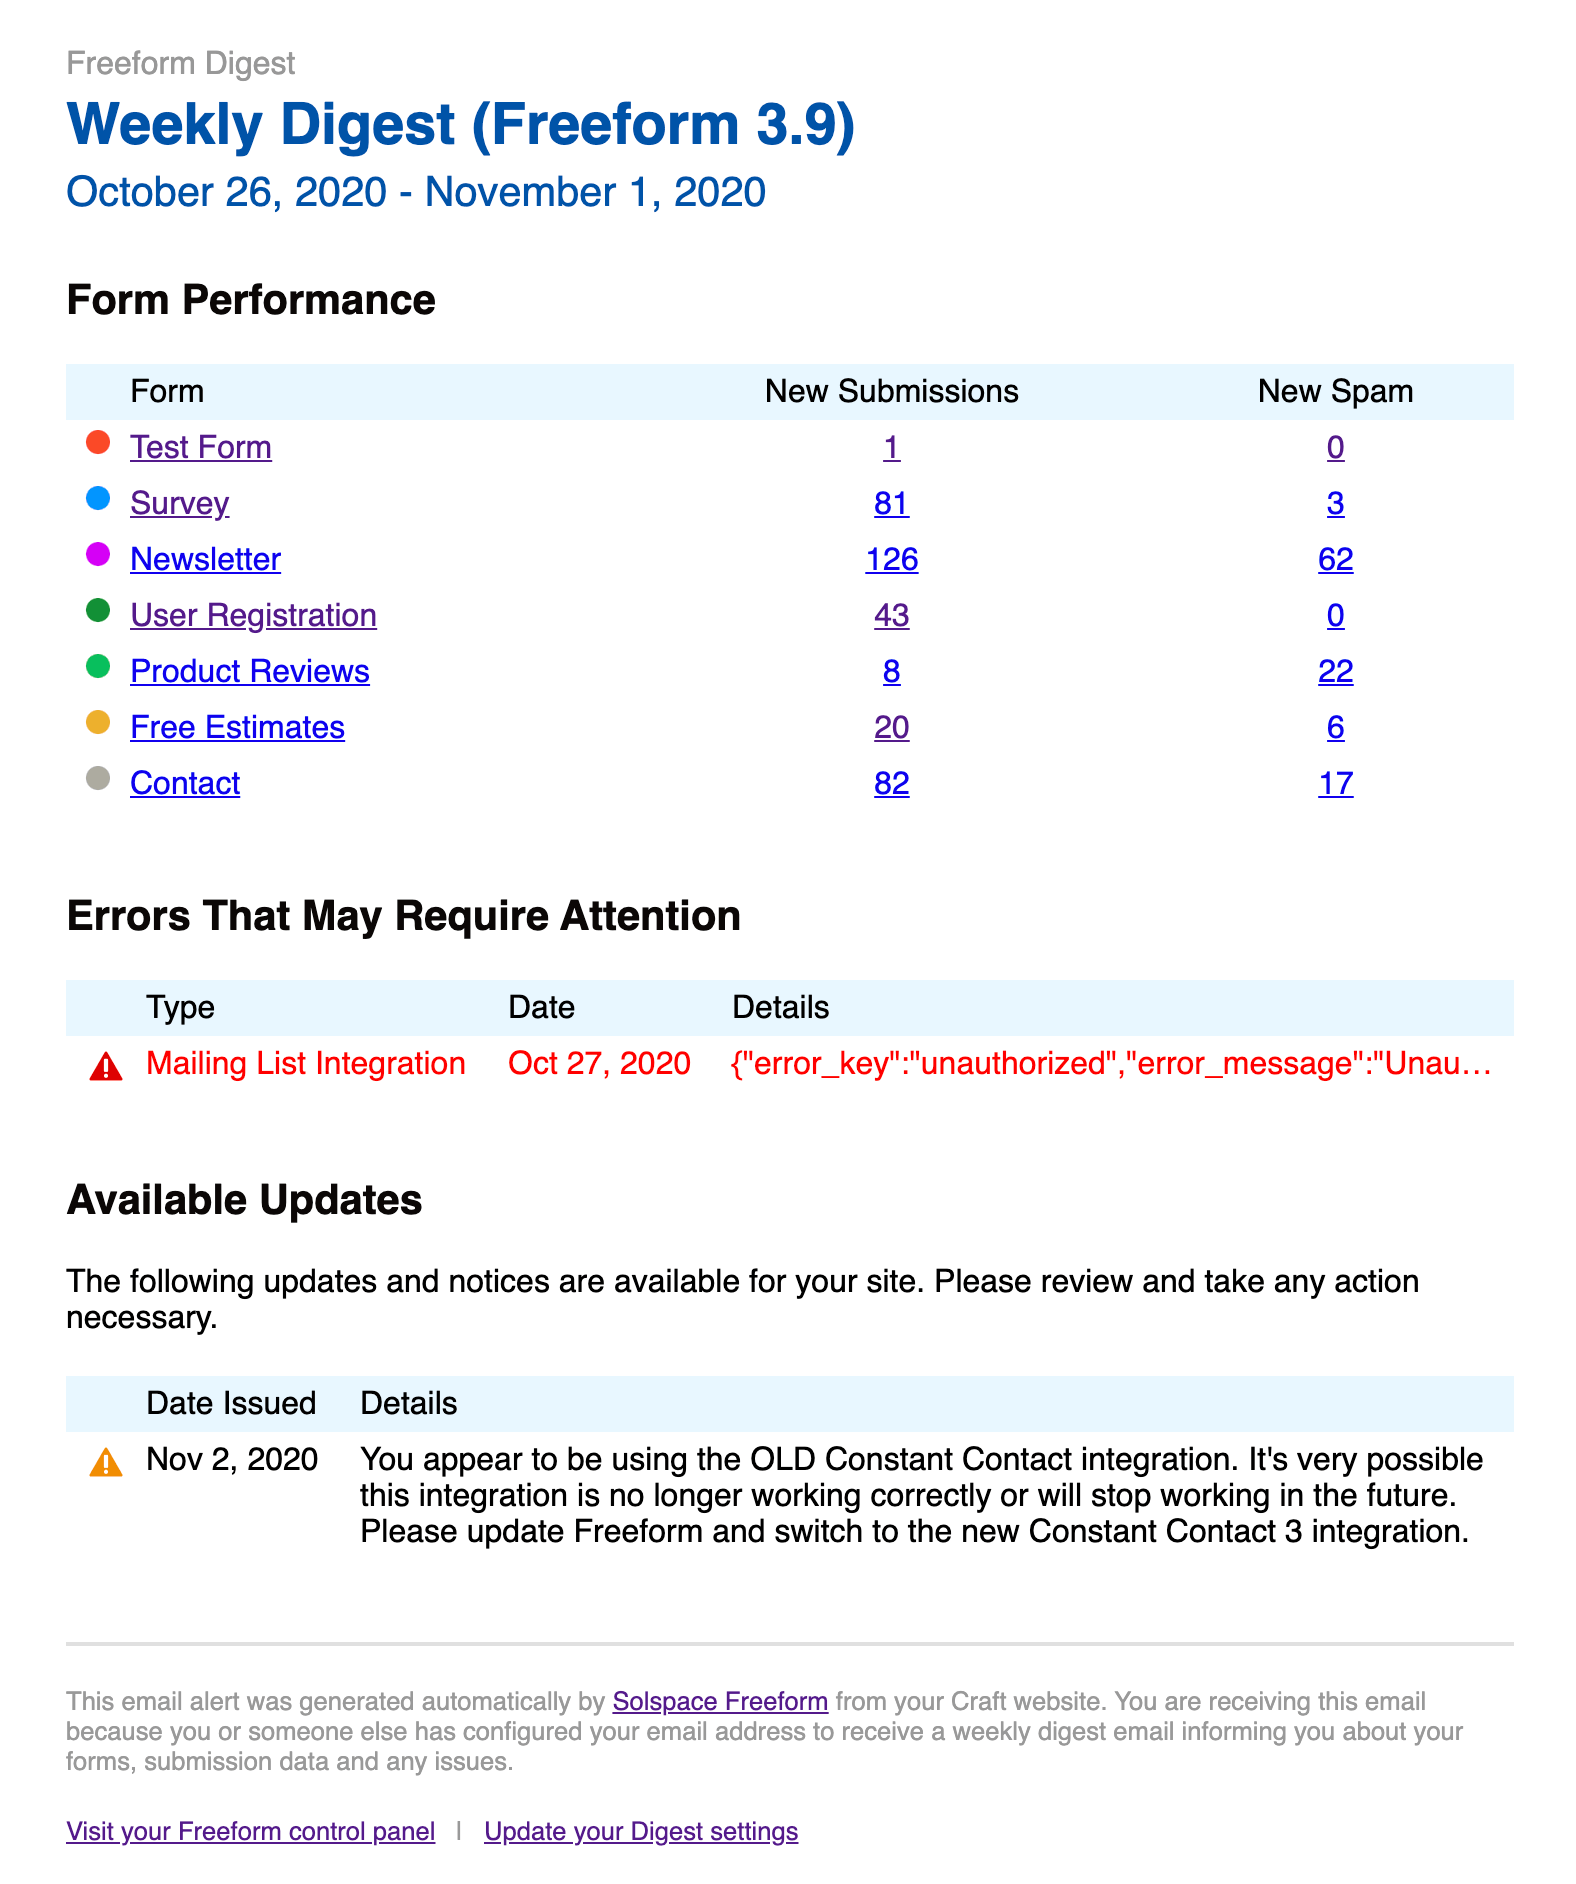 Freeform Digest
Weekly Digest (Freeform 3.9)
October 26, 2020 - November 1, 2020
Form Performance
Form New Submissions New Spam
Test Form 1 0
Survey 81 3
Newsletter 126 62
User Registration 43 0
Product Reviews 8 22
Free Estimates 20 6
Contact 82 17
Errors That May Require Attention
Type Date Details
Mailing List Integration Oct 27, 2020 {"error_key":"unauthorized","error_message":"Unau...
Available Updates
The following updates and notices are available for your site. Please review and take any action
necessary.
Date Issued Details
Nov 2, 2020 You appear to be using the OLD Constant Contact integration. It's very possible
this integration is no longer working correctly or will stop working in the future.
Please update Freeform and switch to the new Constant Contact 3 integration.
This email alert was generated automatically by Solspace Freeform from your Craft website. You are receiving this email
because you or someone else has configured your email address to receive a weekly digest email informing you about your
forms, submission data and any issues.
Visit your Freeform control panel | Update your Digest settings